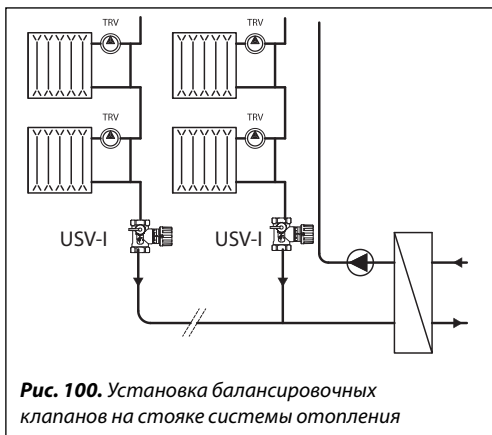 TRV TRV
TRV TRV
USV-I USV-I
Рис. 100. Установка балансировочных
клапанов на стояке системы отопления